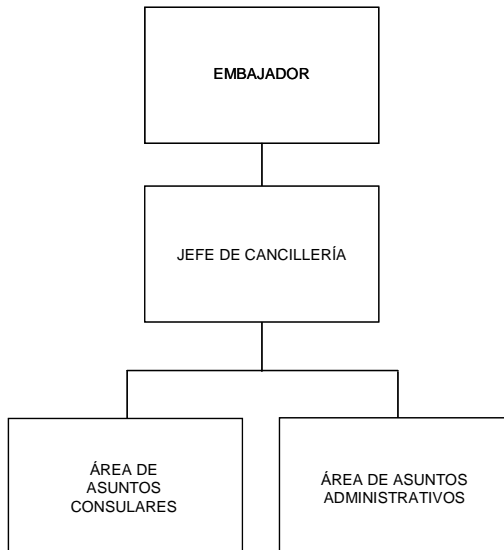 EMBAJADOR
JEFE DE CANCILLERÍA
ÁREA DE
ASUNTOS
CONSULARES
ÁREA DE ASUNTOS
ADMINISTRATIVOS